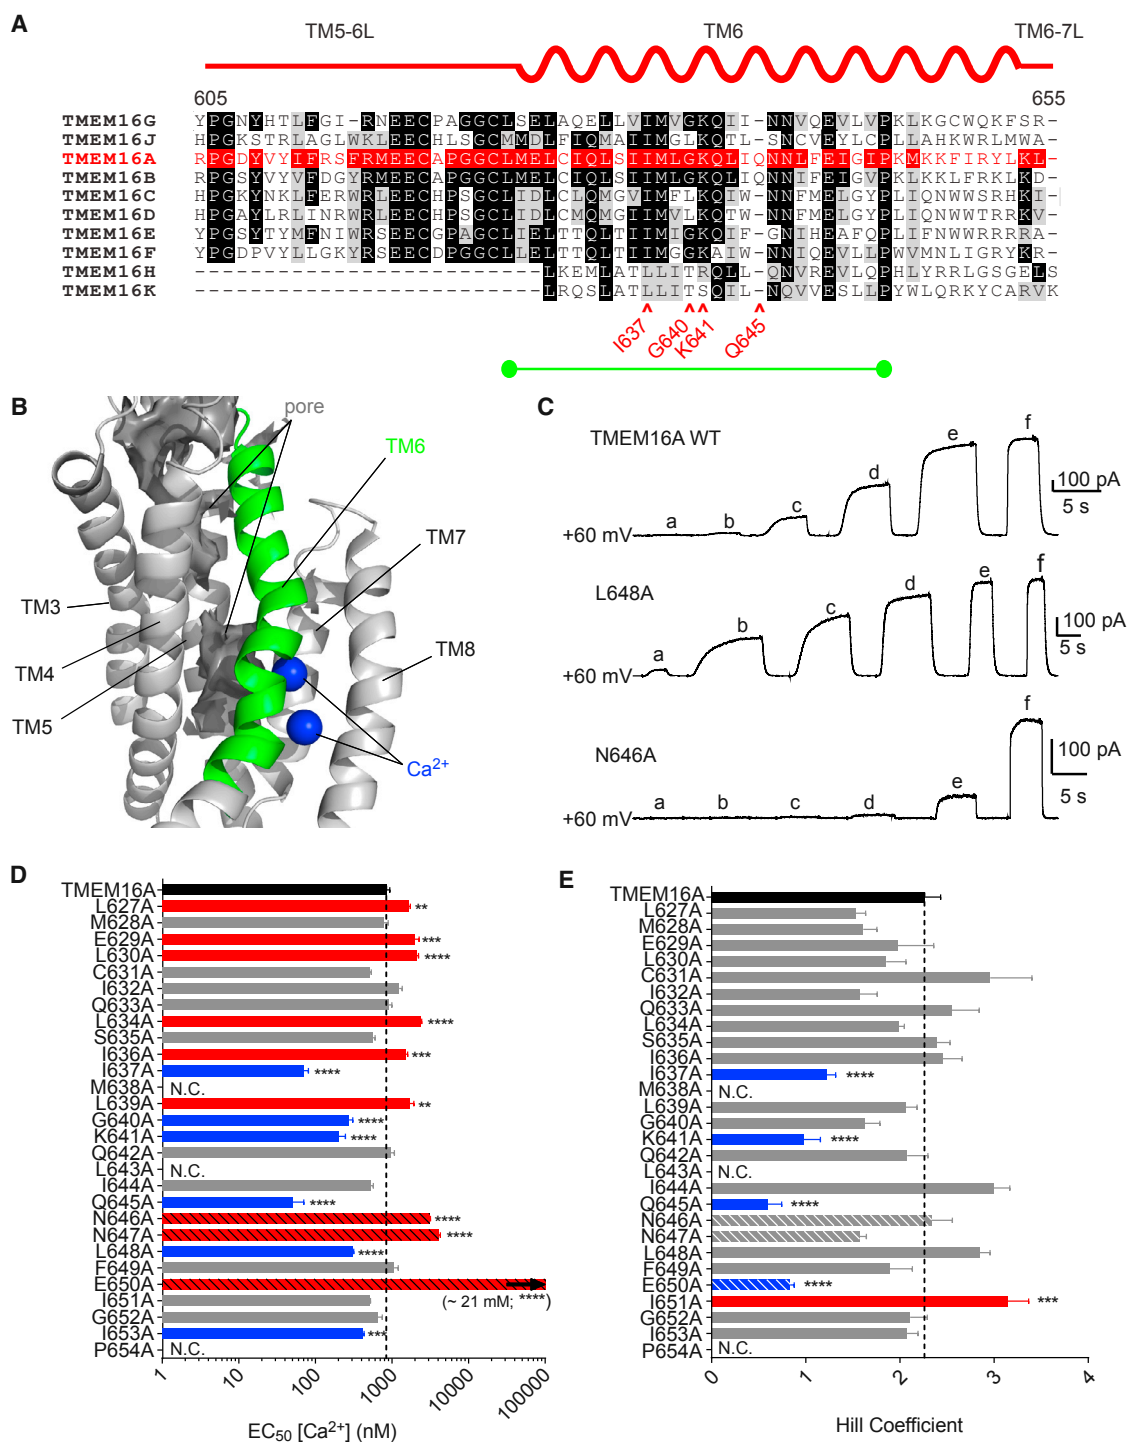 A
TM5-6L TM6 TM6-7L
605 655
TMEM16G YPGNYHTLFGI-RNEECPAGGCLSELAQELLVIMVGKQII-NNVQEVLVPKLKGCWQKFSR-
TMEM16J HPGKSTRLAGLWKLEECHLSGCMMDLFIQMAIIMGLKQTL-SNCVEYLCPLLAHKWRLMWA-
TMEM16A RPGDYVYIFRSFRMEECAPGGCLMELCIQLSIIMLGKQLIQNNLFEIGIPKMKKFIRYLKL-
TMEM16B RPGSYVYVFDGYRMEECAPGGCLMELCIQLSIIMLGKQLIQNNIFEIGVPKLKKLFRKLKD-
TMEM16C HPGKYNKLFERWRLEECHPSGCLIDLCLQMGVIMFLKQTW-NNFMELGYPLIQNWWSRHKI-
TMEM16D HPGAYLRLINRWRLEECHPSGCLIDLCMQMGIIMVLKQTW-NNFMELGYPLIQNWWTRRKV-
TMEM16E YPGSYTYMFNIWRSEECGPAGCLIELTTQLTIIMIGKQIF-GNIHEAFQPLIFNWWRRRRA-
TMEM16F YPGDPVYLLGKYRSEECDPGGCLLELTTQLTIIMGGKAIW-NNIQEVLLPWVMNLIGRYKR-
TMEM16H -------------------------LKEMLATLLITRQLL-QNVREVLQPHLYRRLGSGELS
TMEM16K -------------------------LRQSLATLLITSQIL-NQVVESLLPYWLQRKYCARVK
I637 G640 K641 Q645
B
pore
TM6
TM7
TM3
TM4
TM8
TM5
Ca²⁺
C
TMEM16A WT
a b c d e f
100 pA
5 s
+60 mV
L648A
a b c d e f
100 pA
5 s
+60 mV
N646A
a b c d e f
100 pA
5 s
+60 mV
D
TMEM16A
L627A **
M628A
E629A ***
L630A ****
C631A
I632A
Q633A
L634A ****
S635A
I636A ***
I637A ****
M638A N.C.
L639A **
G640A ****
K641A ****
Q642A
L643A N.C.
I644A
Q645A ****
N646A ****
N647A ****
L648A ****
F649A
E650A
(~ 21 mM; ****)
I651A
G652A
I653A ***
P654A N.C.
1 10 100 1000 10000 100000
EC₅₀ [Ca²⁺] (nM)
E
TMEM16A
L627A
M628A
E629A
L630A
C631A
I632A
Q633A
L634A
S635A
I636A
I637A ****
M638A N.C.
L639A
G640A
K641A ****
Q642A
L643A N.C.
I644A
Q645A ****
N646A
N647A
L648A
F649A
E650A ****
I651A ***
G652A
I653A
P654A N.C.
0 1 2 3 4
Hill Coefficient